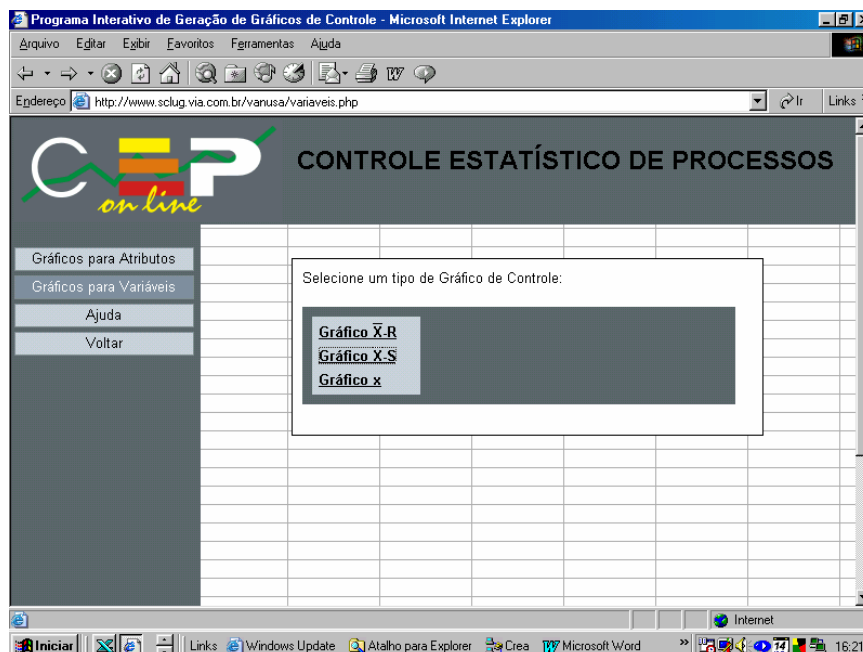 Programa Interativo de Geração de Gráficos de Controle - Microsoft Internet Explorer
Arquivo Editar Exibir Favoritos Ferramentas Ajuda
Endereço http://www.sclug.via.com.br/vanusa/variaveis.php Ir Links
CEP
on line
CONTROLE ESTATÍSTICO DE PROCESSOS
Gráficos para Atributos
Gráficos para Variáveis
Ajuda
Voltar
Selecione um tipo de Gráfico de Controle:
Gráfico X̅-R
Gráfico X-S
Gráfico x
Internet
Iniciar Links Windows Update Atalho para Explorer Crea Microsoft Word » 14 16:21